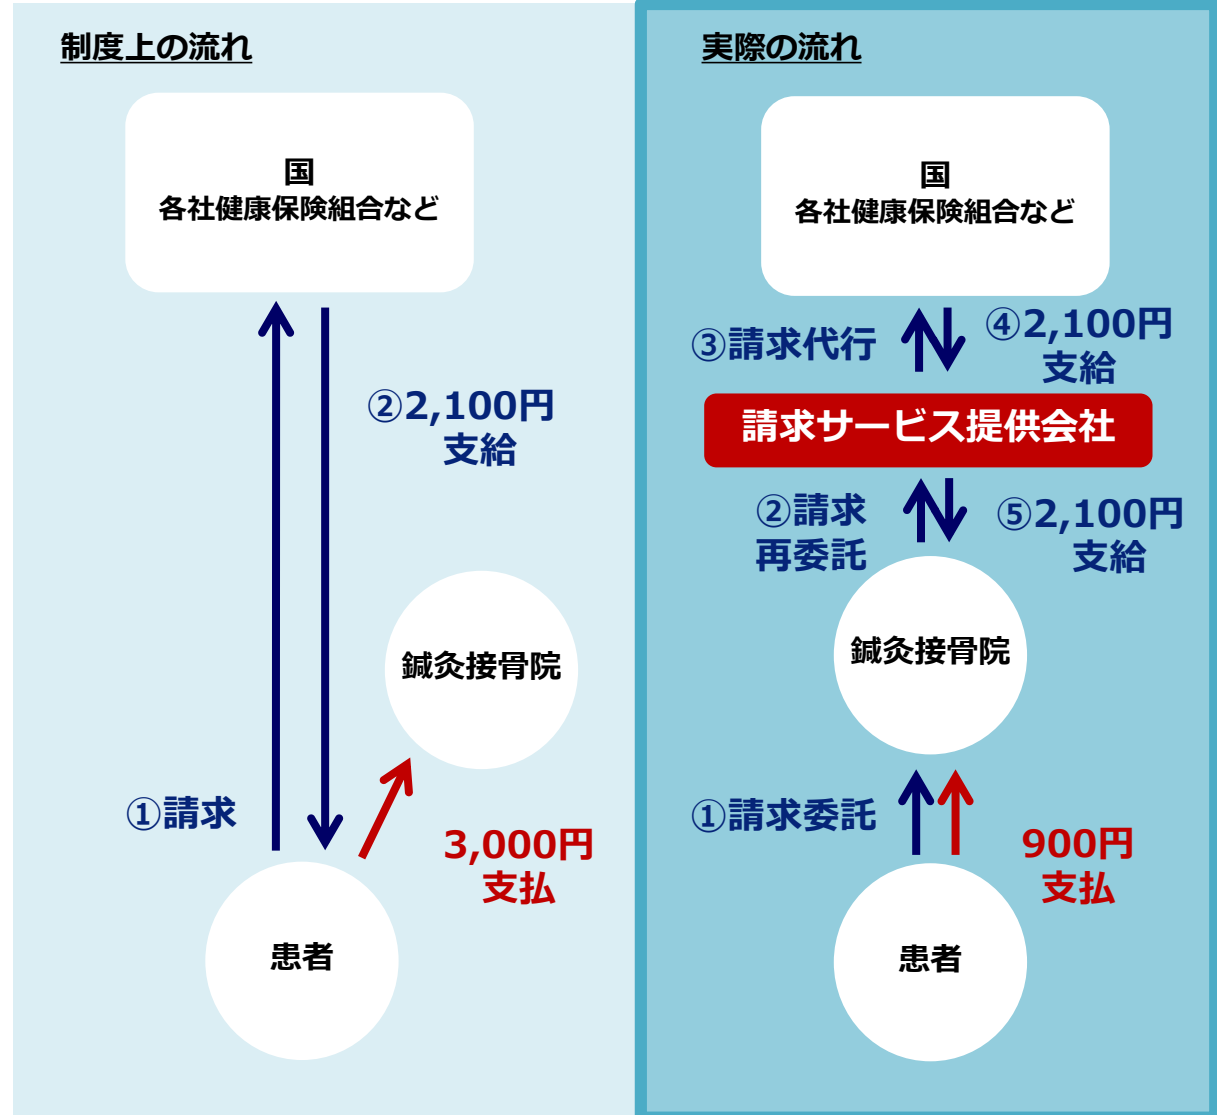 制度上の流れ
国
各社健康保険組合など
②2,100円
支給
鍼灸接骨院
①請求
3,000円
支払
患者
実際の流れ
国
各社健康保険組合など
③請求代行
④2,100円
支給
請求サービス提供会社
②請求
再委託
⑤2,100円
支給
鍼灸接骨院
①請求委託
900円
支払
患者